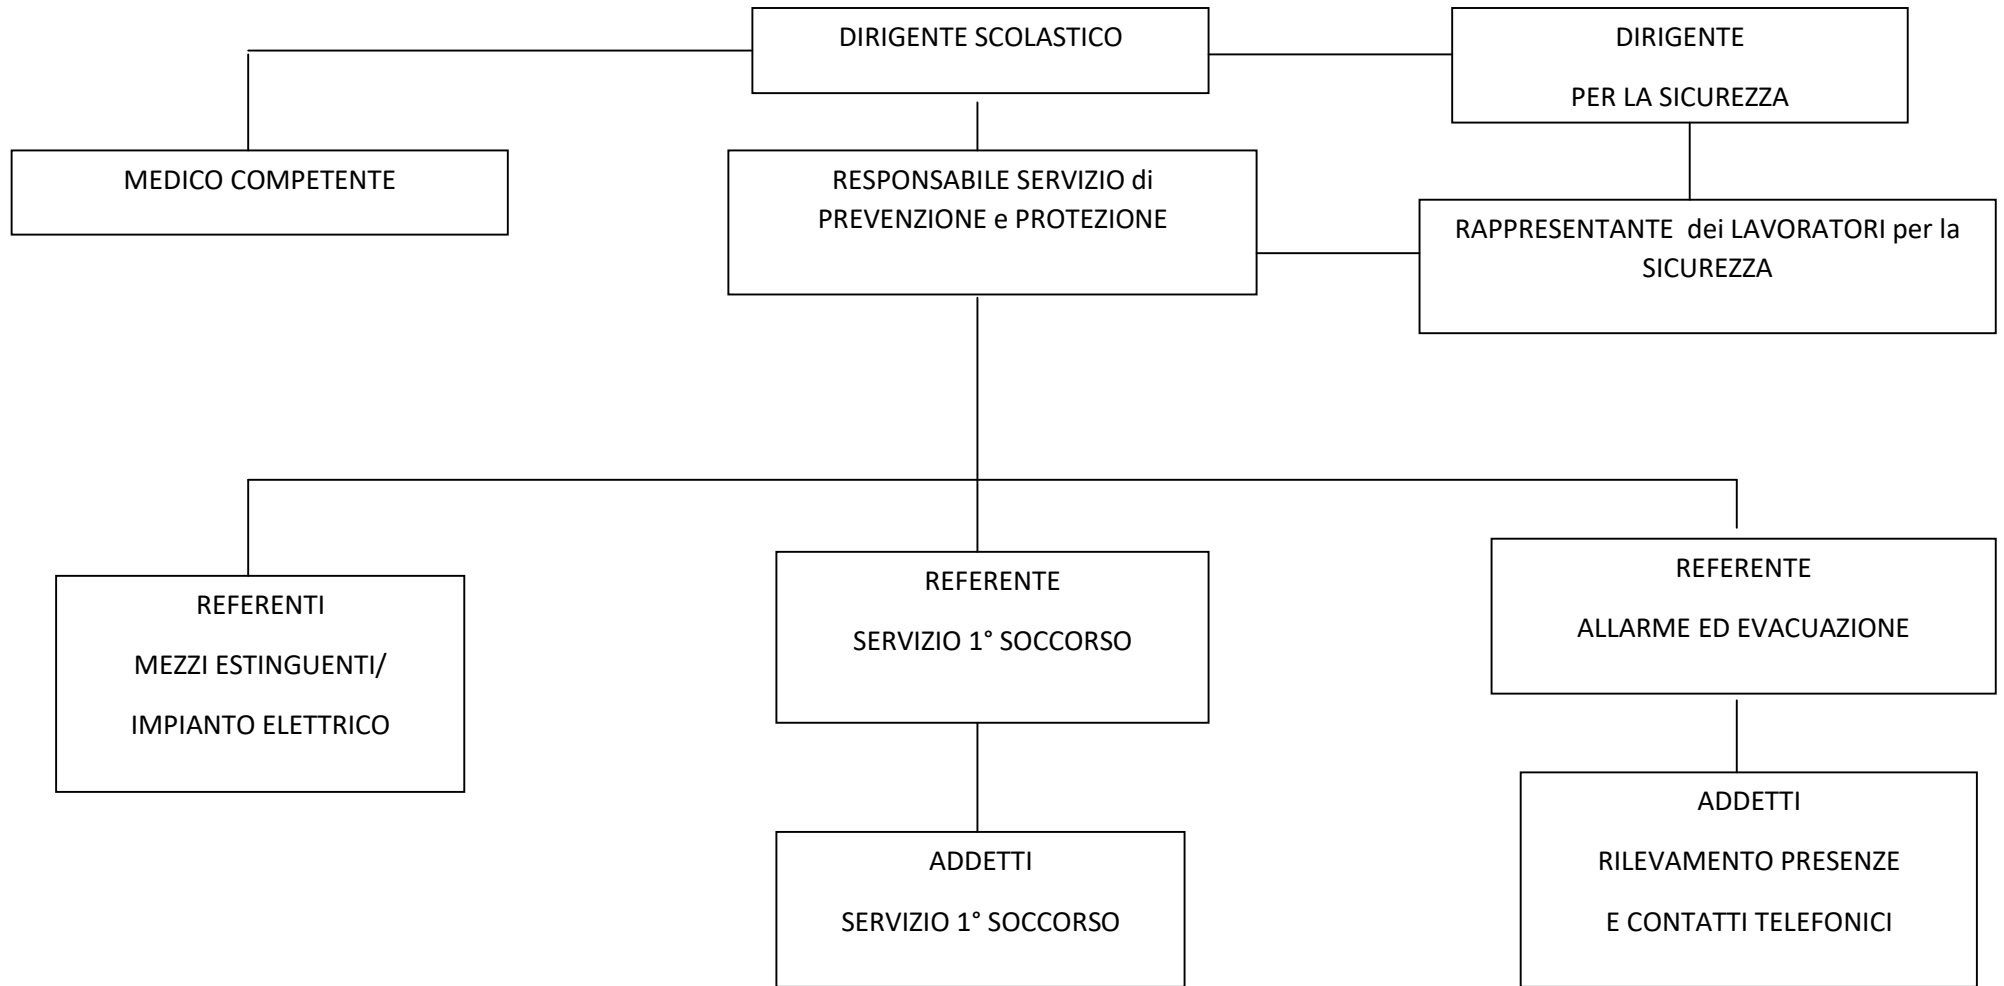 DIRIGENTE SCOLASTICO
DIRIGENTE
PER LA SICUREZZA
MEDICO COMPETENTE
RESPONSABILE SERVIZIO di
PREVENZIONE e PROTEZIONE
RAPPRESENTANTE dei LAVORATORI per la
SICUREZZA
REFERENTI
MEZZI ESTINGUENTI/
IMPIANTO ELETTRICO
REFERENTE
SERVIZIO 1° SOCCORSO
REFERENTE
ALLARME ED EVACUAZIONE
ADDETTI
SERVIZIO 1° SOCCORSO
ADDETTI
RILEVAMENTO PRESENZE
E CONTATTI TELEFONICI